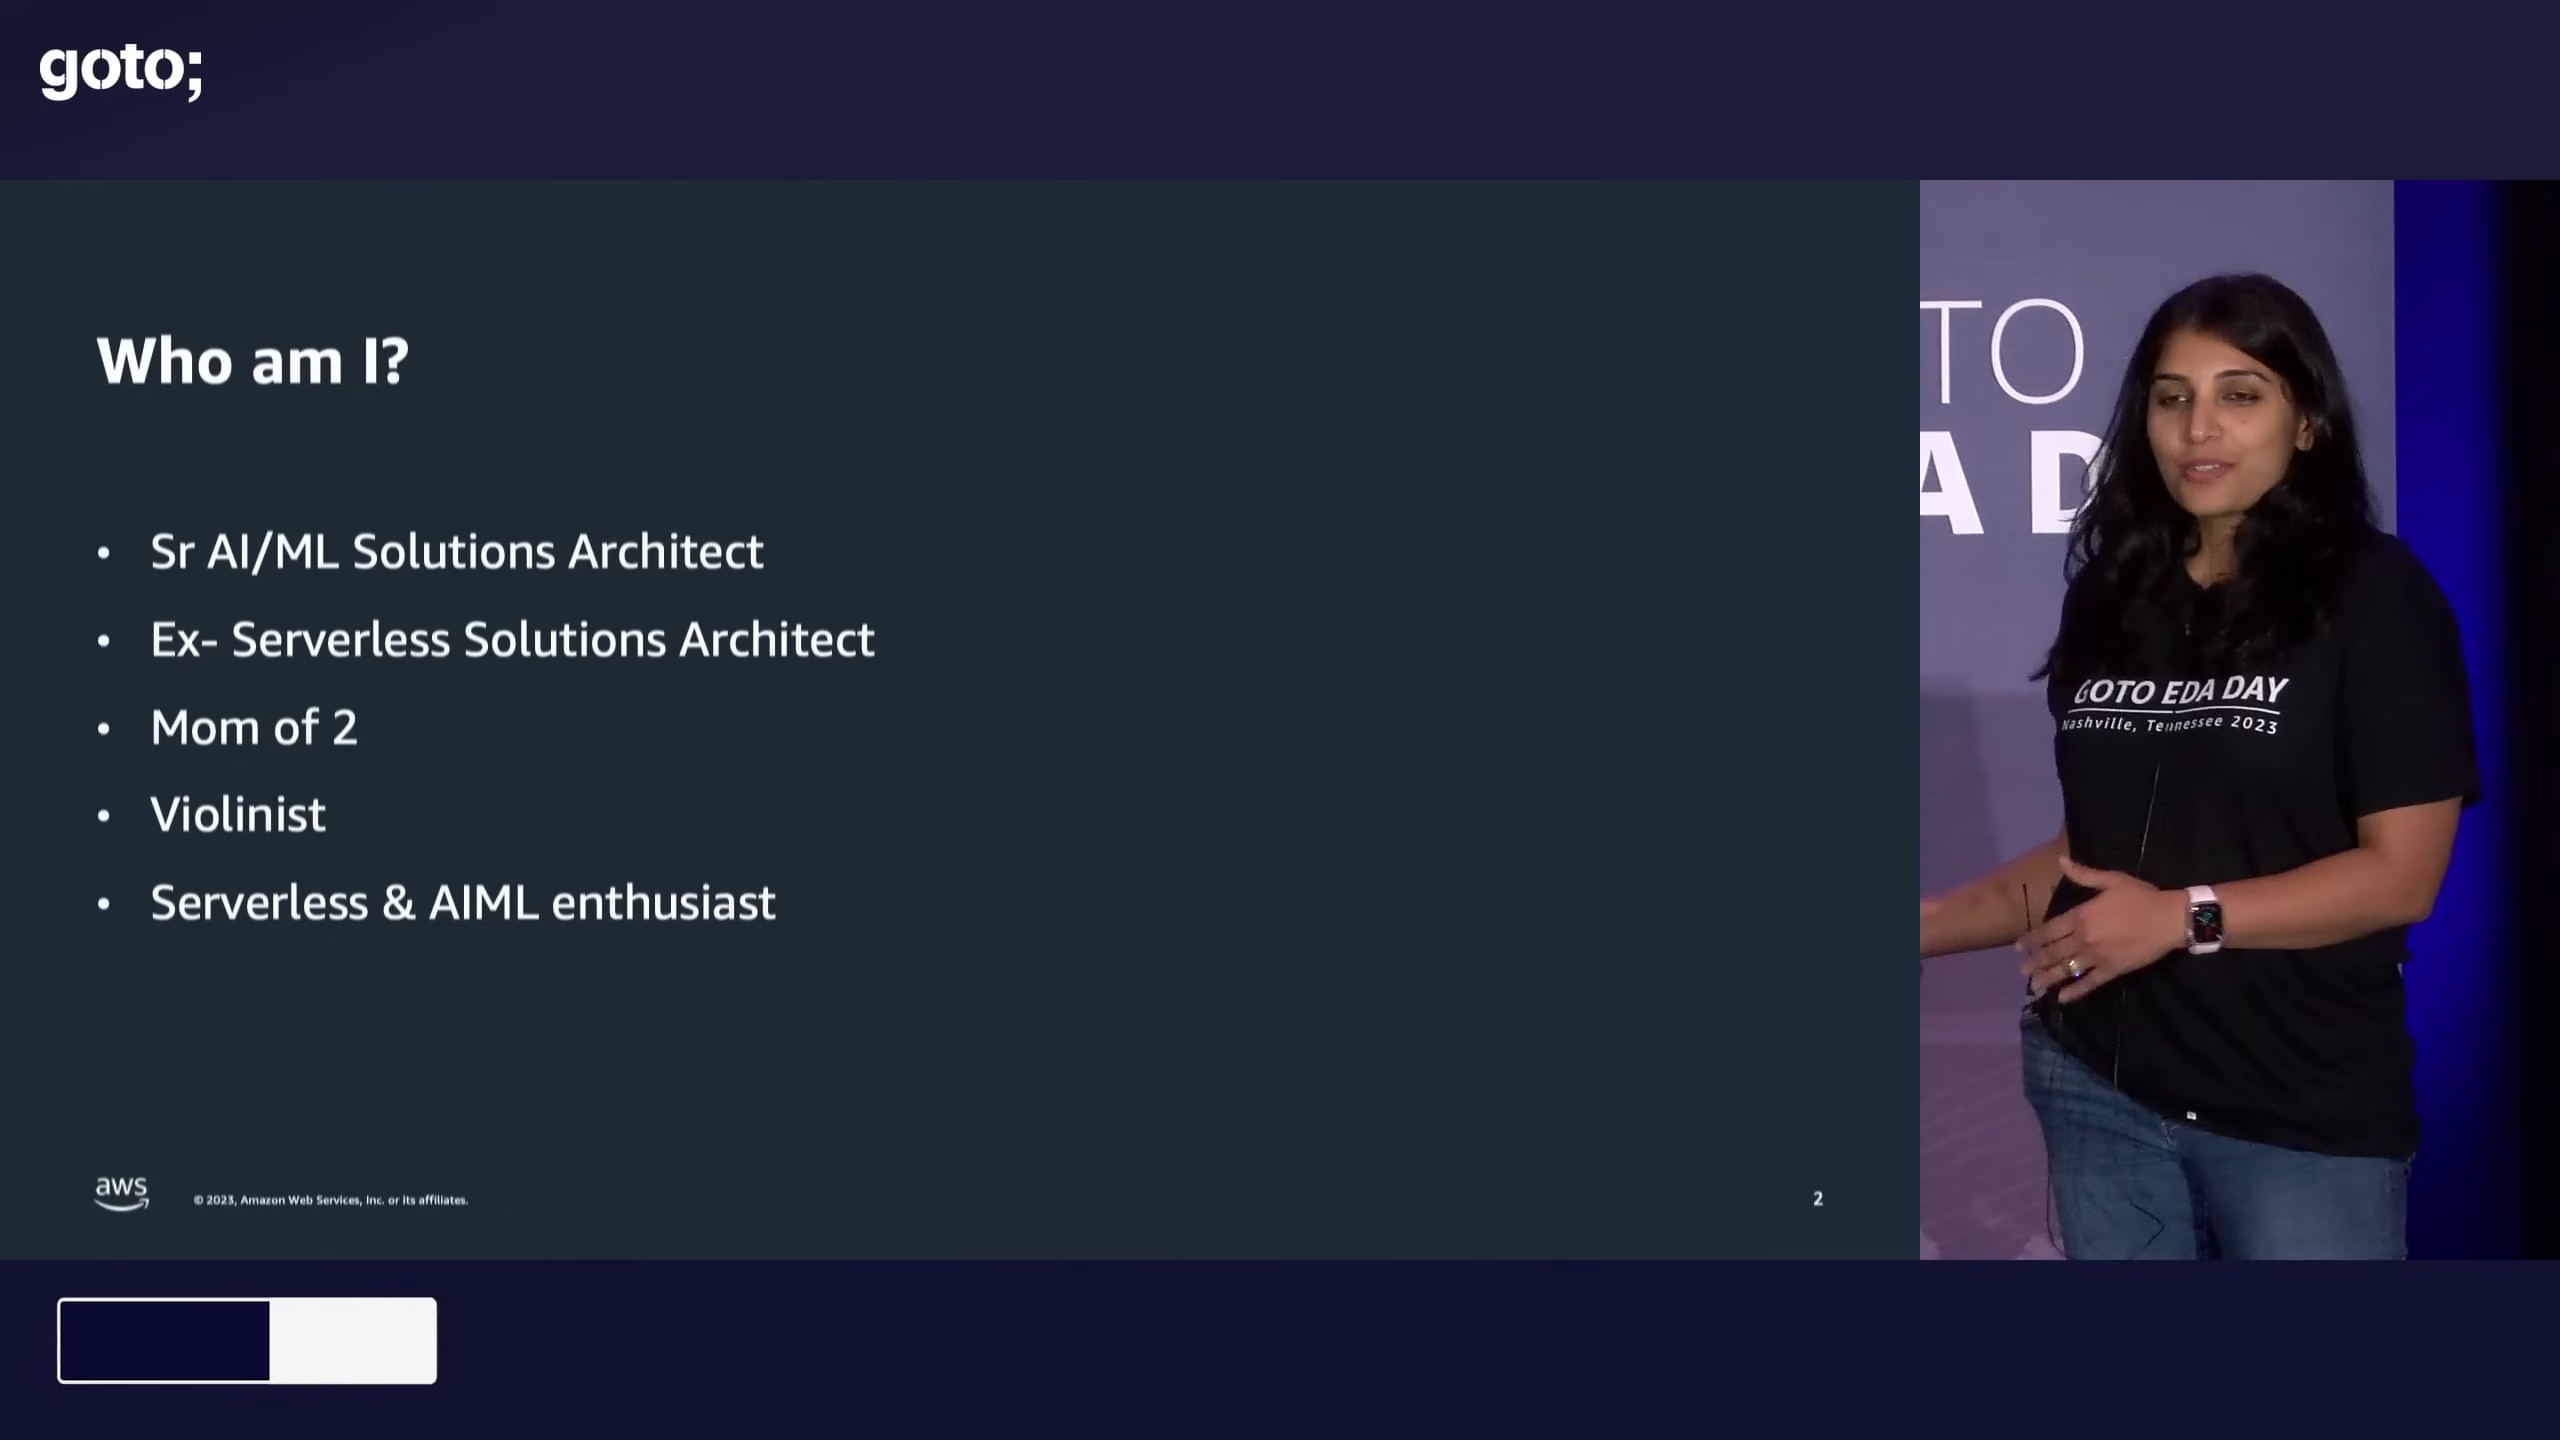 goto;
Who am I?
• Sr AI/ML Solutions Architect
• Ex- Serverless Solutions Architect
• Mom of 2
• Violinist
• Serverless & AIML enthusiast
aws
© 2023, Amazon Web Services, Inc. or its affiliates.
2
TO
A D
GOTO EDA DAY
Nashville, Tennessee 2023